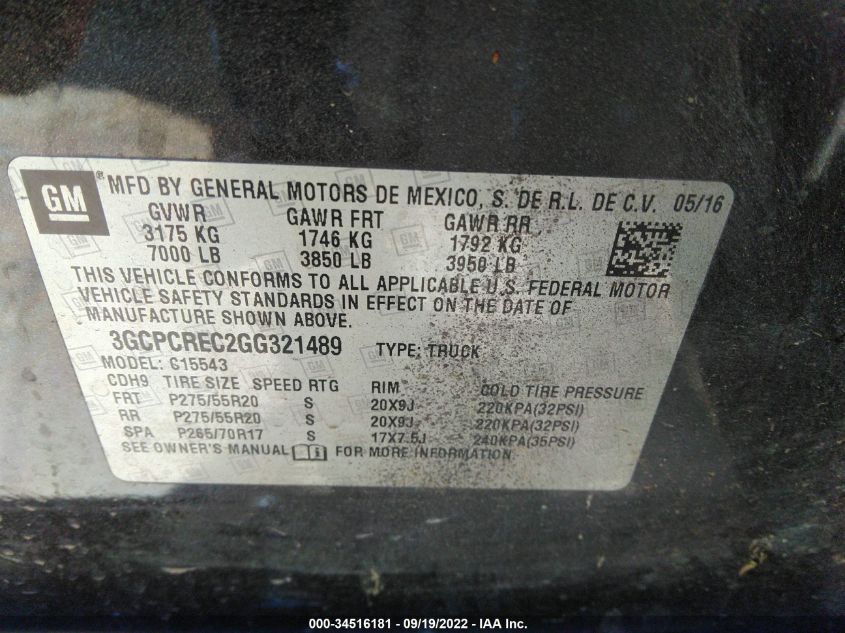 GM ® MFD BY GENERAL MOTORS DE MEXICO, S. DE R.L. DE C.V. 05/16
GVWR GAWR FRT GAWR RR
3175 KG 1746 KG 1792 KG
7000 LB 3850 LB 3950 LB
THIS VEHICLE CONFORMS TO ALL APPLICABLE U.S. FEDERAL MOTOR
VEHICLE SAFETY STANDARDS IN EFFECT ON THE DATE OF
MANUFACTURE SHOWN ABOVE.
3GCPCREC2GG321489 TYPE: TRUCK
MODEL: C15543
CDH9 TIRE SIZE SPEED RTG RIM COLD TIRE PRESSURE
FRT P275/55R20 S 20X9J 220KPA(32PSI)
RR P275/55R20 S 20X9J 220KPA(32PSI)
SPA P265/70R17 S 17X7.5J 240KPA(35PSI)
SEE OWNER'S MANUAL FOR MORE INFORMATION
000-34516181 - 09/19/2022 - IAA Inc.